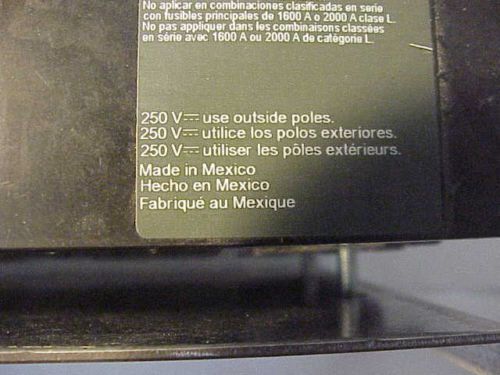 No aplicar en combinaciones clasificadas en serie
con fusibles principales de 1600 A o 2000 A clase L.
No pas appliquer dans les combinaisons classées
en série avec 1600 A ou 2000 A de catégorie L.
250 V⎓ use outside poles.
250 V⎓ utilice los polos exteriores.
250 V⎓ utiliser les pôles extérieurs.
Made in Mexico
Hecho en Mexico
Fabriqué au Mexique